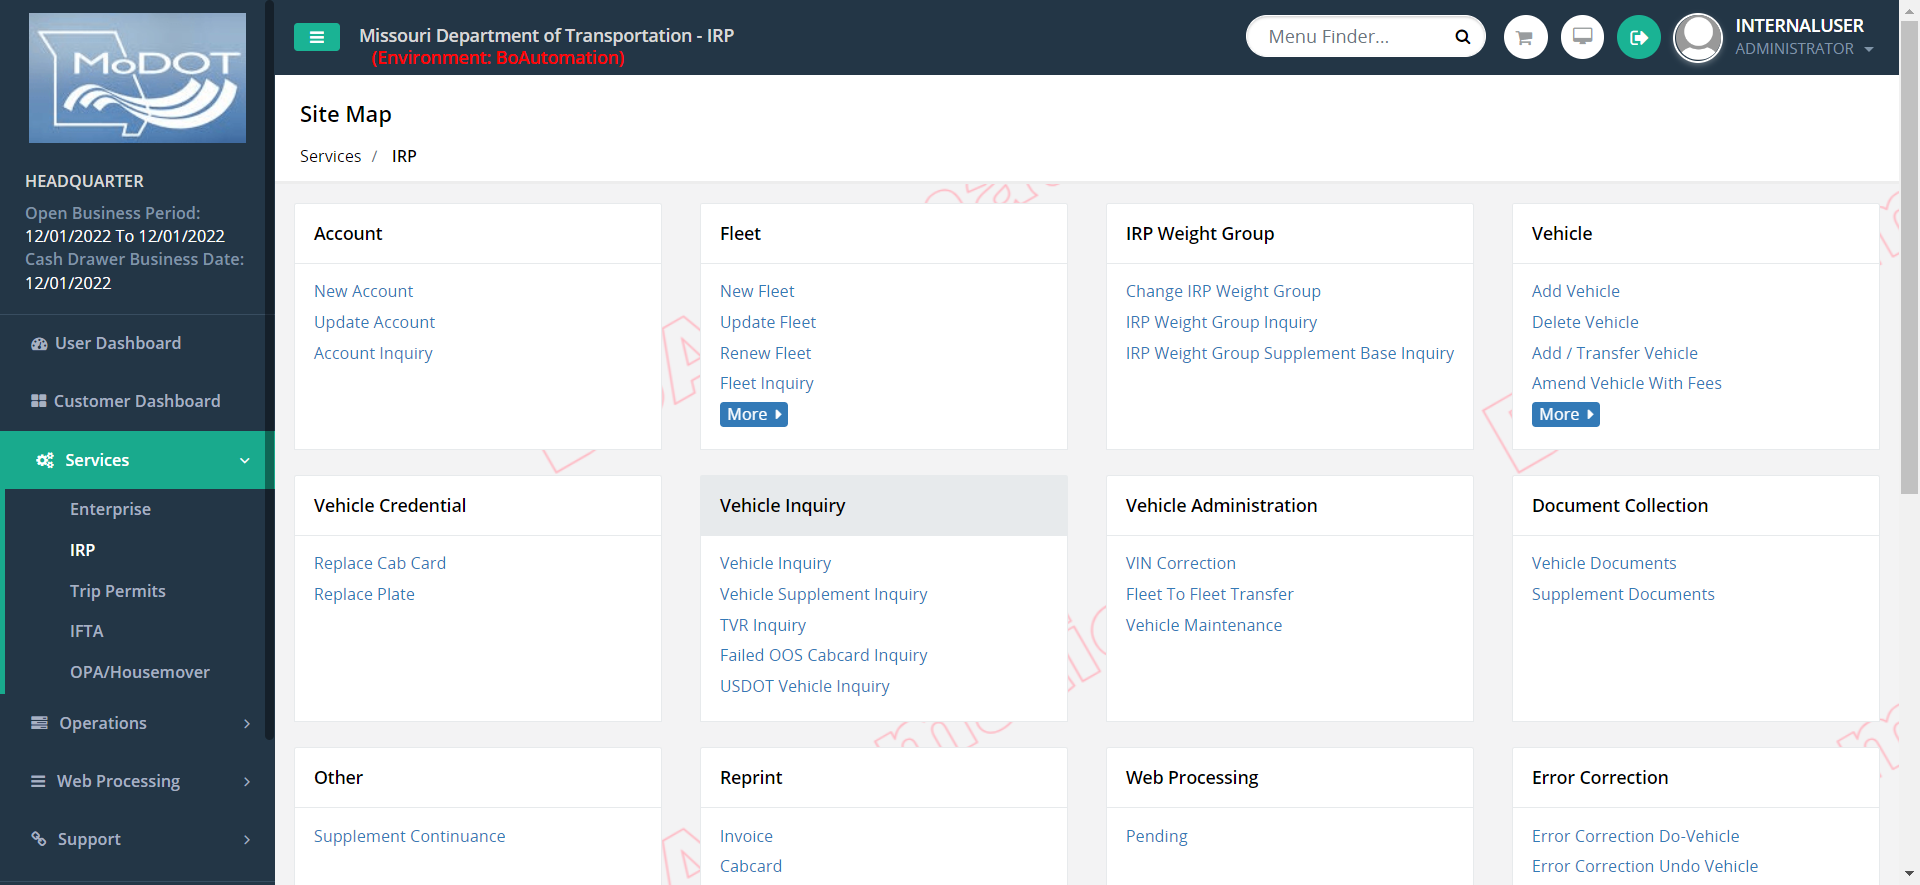 MoDOT
Missouri Department of Transportation - IRP
(Environment: BoAutomation)
Menu Finder...
INTERNALUSER
ADMINISTRATOR
HEADQUARTER
Open Business Period:
12/01/2022 To 12/01/2022
Cash Drawer Business Date:
12/01/2022
User Dashboard
Customer Dashboard
Services
Enterprise
IRP
Trip Permits
IFTA
OPA/Housemover
Operations
Web Processing
Support
Site Map
Services / IRP
Account
New Account
Update Account
Account Inquiry
Fleet
New Fleet
Update Fleet
Renew Fleet
Fleet Inquiry
More
IRP Weight Group
Change IRP Weight Group
IRP Weight Group Inquiry
IRP Weight Group Supplement Base Inquiry
Vehicle
Add Vehicle
Delete Vehicle
Add / Transfer Vehicle
Amend Vehicle With Fees
More
Vehicle Credential
Replace Cab Card
Replace Plate
Vehicle Inquiry
Vehicle Inquiry
Vehicle Supplement Inquiry
TVR Inquiry
Failed OOS Cabcard Inquiry
USDOT Vehicle Inquiry
Vehicle Administration
VIN Correction
Fleet To Fleet Transfer
Vehicle Maintenance
Document Collection
Vehicle Documents
Supplement Documents
Other
Supplement Continuance
Reprint
Invoice
Cabcard
Web Processing
Pending
Error Correction
Error Correction Do-Vehicle
Error Correction Undo Vehicle